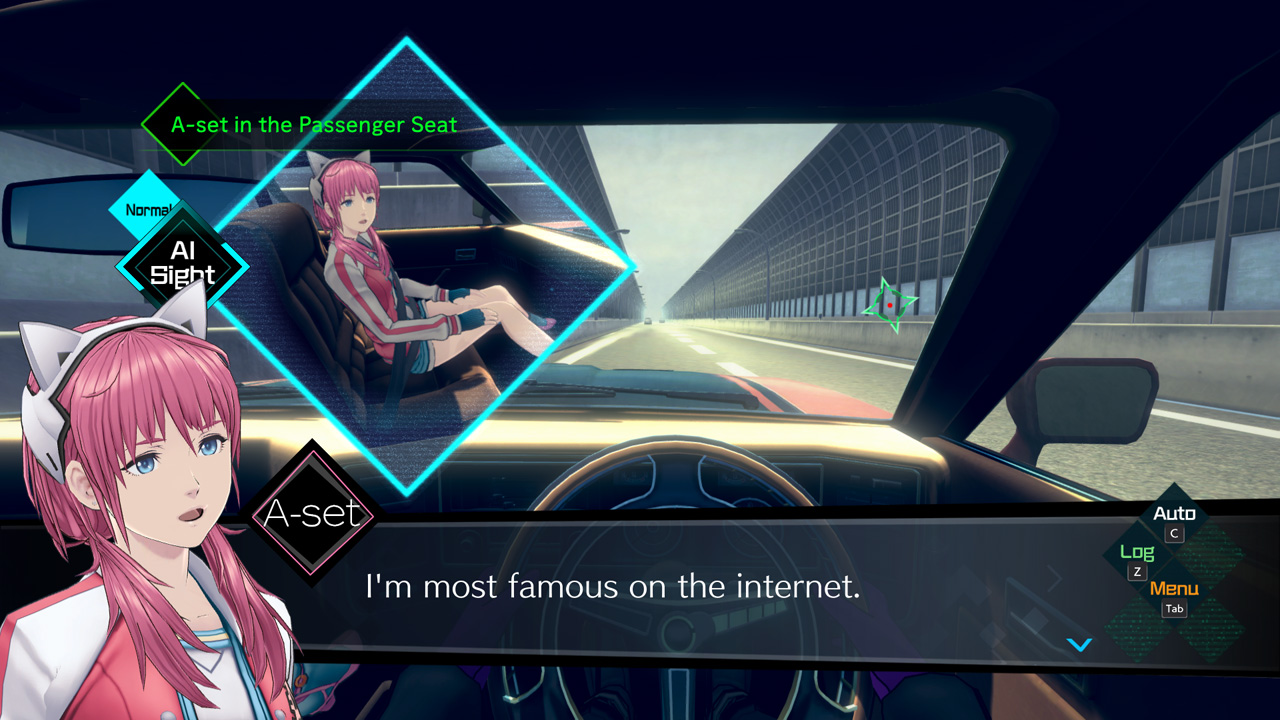 A-set in the Passenger Seat
Normal
AI
Sight
A-set
I'm most famous on the internet.
Auto
C
Log
Z
Menu
Tab